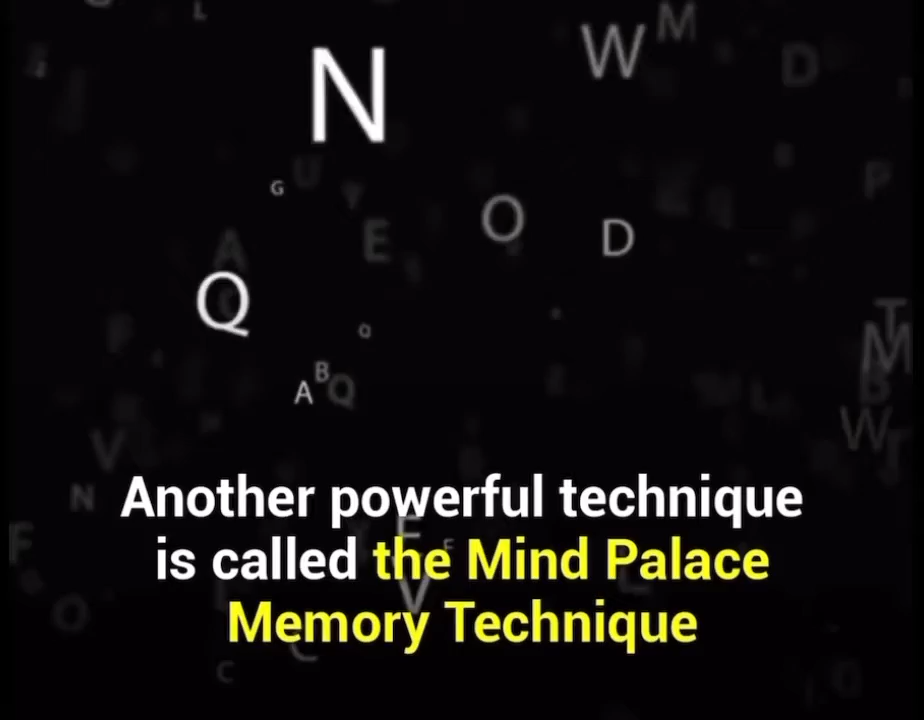 L
N
W
M
D
G
U
Y
P
E
O
D
A
Q
O
T
M
B
A
B
Q
W
V
N
Another powerful technique
F
E
is called the Mind Palace
F
V
Memory Technique
O
C
C